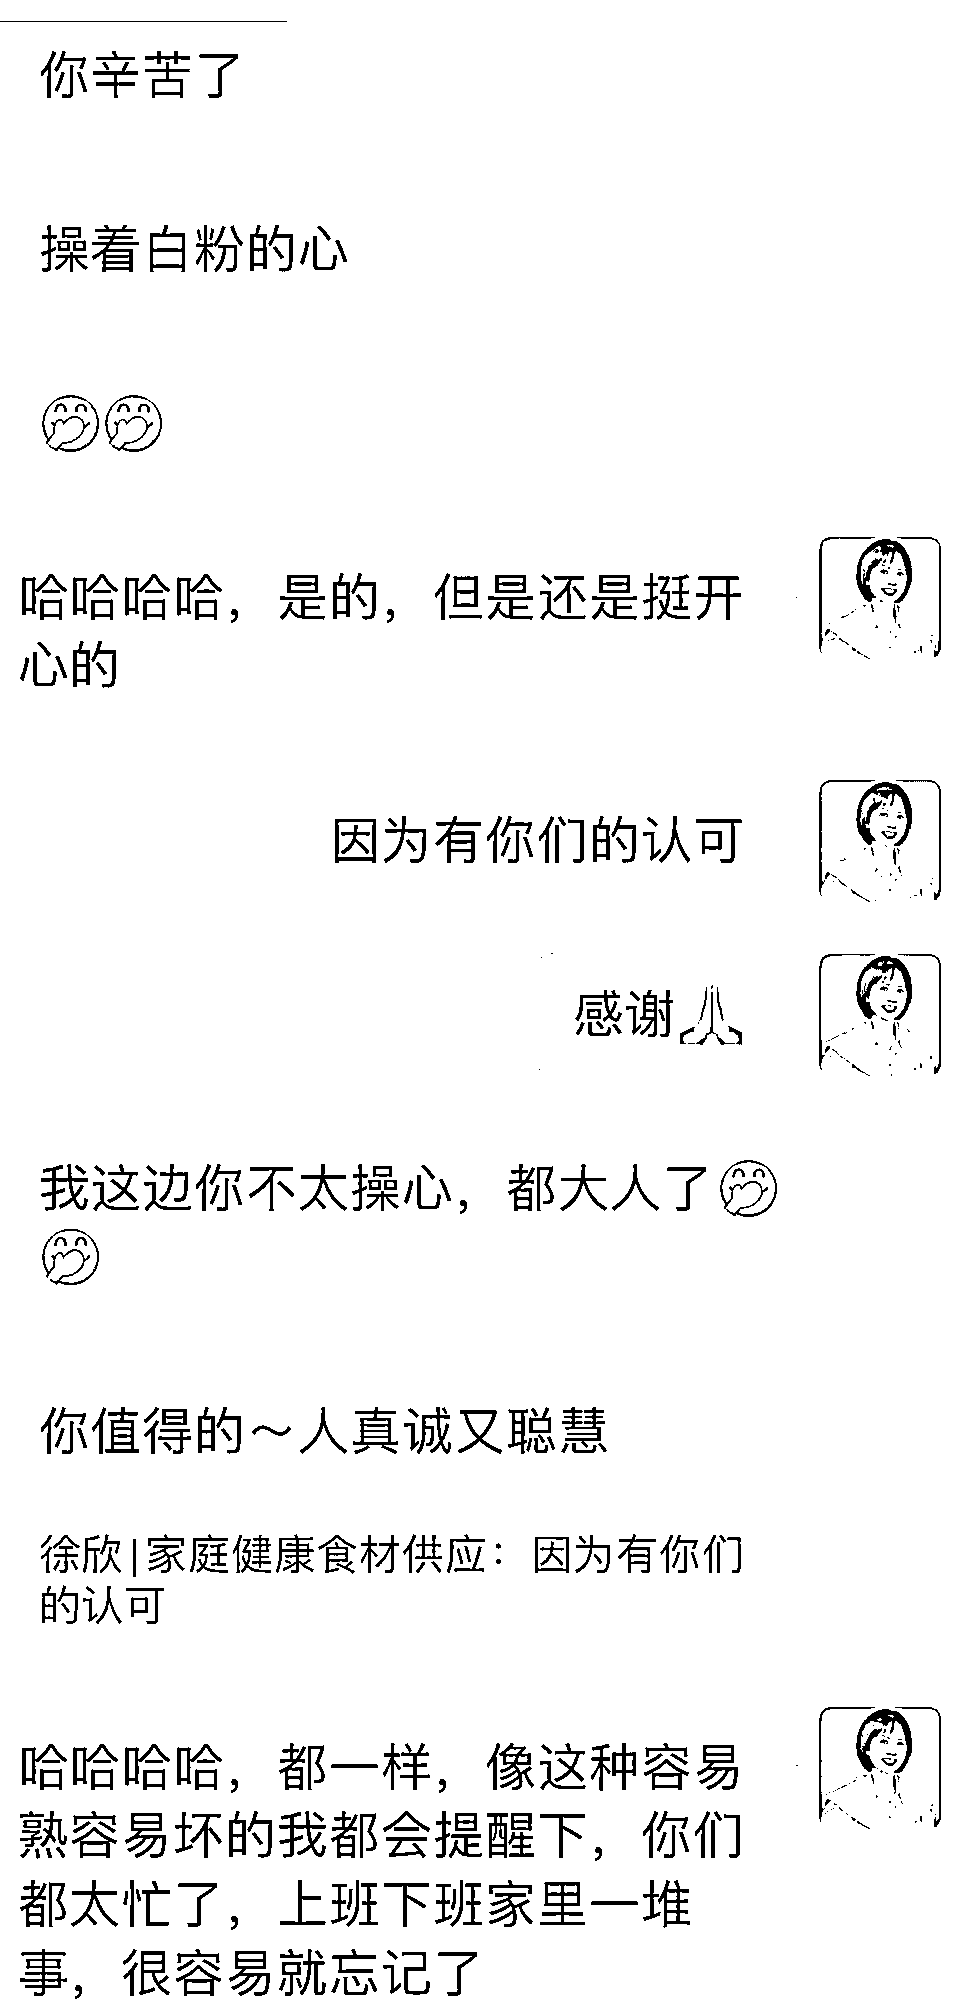 你辛苦了
操着白粉的心
🤭🤭
哈哈哈哈，是的，但是还是挺开
心的
因为有你们的认可
感谢🙏
我这边你不太操心，都大人了🤭
🤭
你值得的～人真诚又聪慧
徐欣|家庭健康食材供应：因为有你们
的认可
哈哈哈哈，都一样，像这种容易
熟容易坏的我都会提醒下，你们
都太忙了，上班下班家里一堆
事，很容易就忘记了